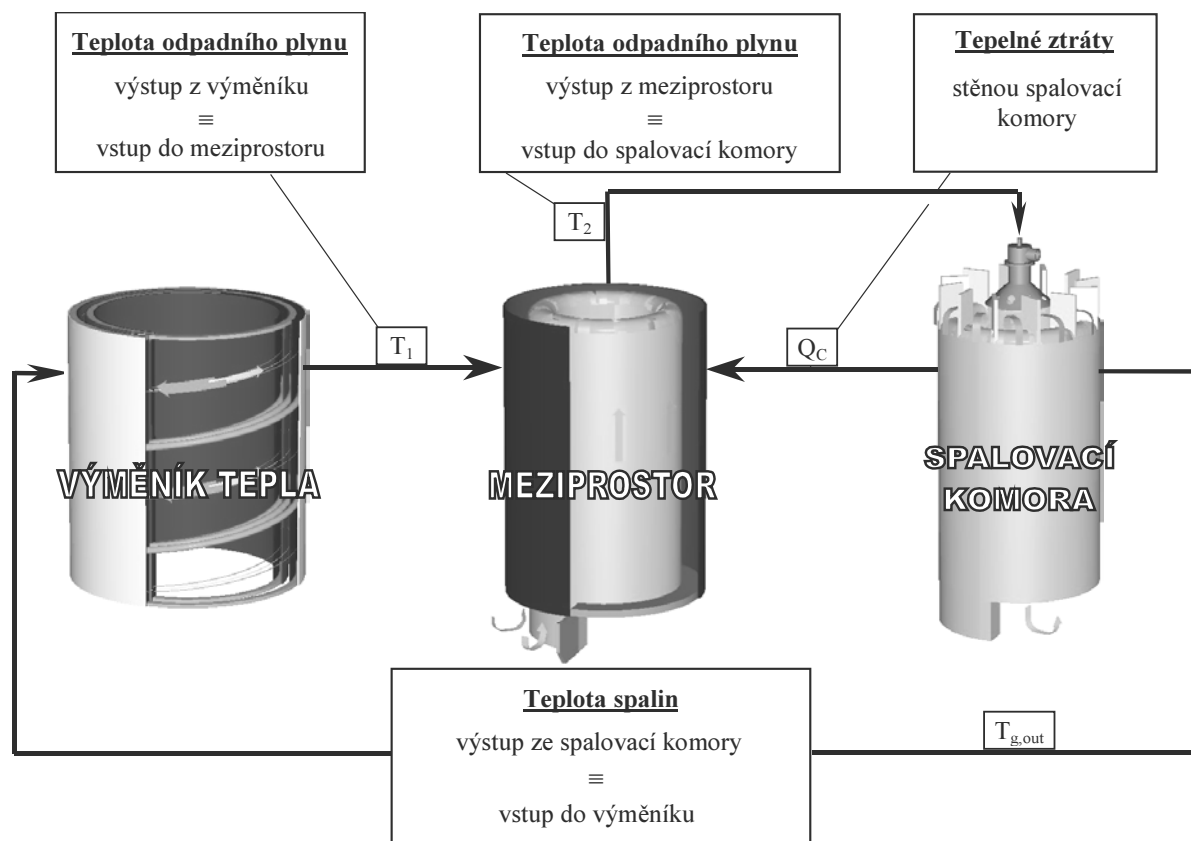 Teplota odpadního plynu
výstup z výměníku
≡
vstup do meziprostoru
Teplota odpadního plynu
výstup z meziprostoru
≡
vstup do spalovací komory
Tepelné ztráty
stěnou spalovací
komory
T₂
T₁
Q_C
VÝMĚNÍK TEPLA
MEZIPROSTOR
SPALOVACÍ
KOMORA
Teplota spalin
výstup ze spalovací komory
≡
vstup do výměníku
T_g,out